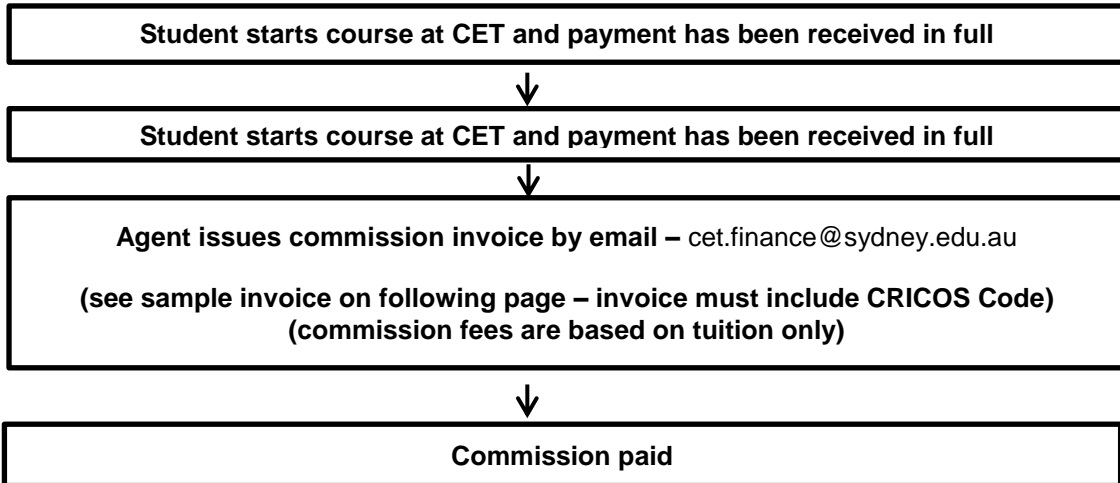 Student starts course at CET and payment has been received in full
Student starts course at CET and payment has been received in full
Agent issues commission invoice by email – cet.finance@sydney.edu.au
(see sample invoice on following page – invoice must include CRICOS Code)
(commission fees are based on tuition only)
Commission paid